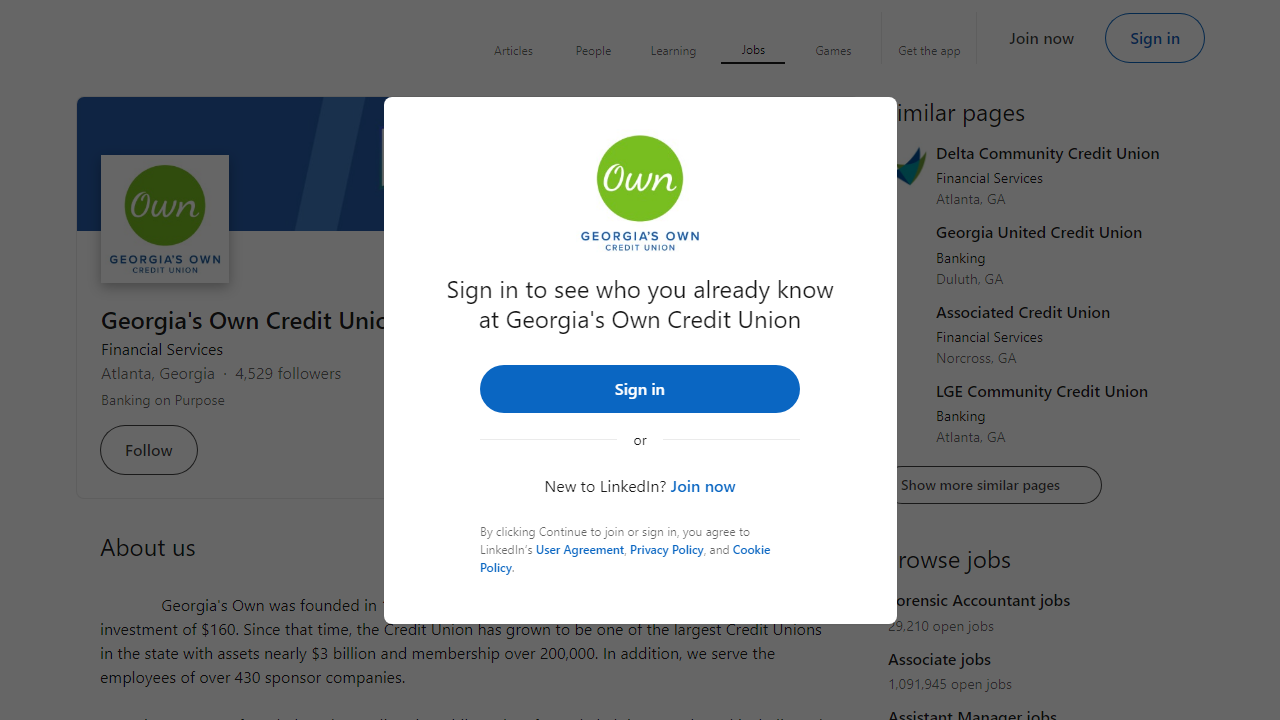 Articles
People
Learning
Jobs
Games
Get the app
Join now
Sign in
Own
GEORGIA'S OWN
CREDIT UNION
Georgia's Own Credit
Financial Services
Atlanta, Georgia · 4,529 followers
Banking on Purpose
Follow
About us
Georgia's Own was founded in
investment of $160. Since that time, the Credit Union has grown to be one of the largest Credit Unions
in the state with assets nearly $3 billion and membership over 200,000. In addition, we serve the
employees of over 430 sponsor companies.
Own
GEORGIA'S OWN
CREDIT UNION
Sign in to see who you already know
at Georgia's Own Credit Union
Sign in
or
New to LinkedIn? Join now
By clicking Continue to join or sign in, you agree to
LinkedIn's User Agreement, Privacy Policy, and Cookie
Policy.
pages
Delta Community Credit Union
Financial Services
Atlanta, GA
Georgia United Credit Union
Banking
Duluth, GA
Associated Credit Union
Financial Services
Norcross, GA
LGE Community Credit Union
Banking
Atlanta, GA
Show more similar pages
jobs
Forensic Accountant jobs
29,210 open jobs
Associate jobs
1,091,945 open jobs
Assistant Manager jobs